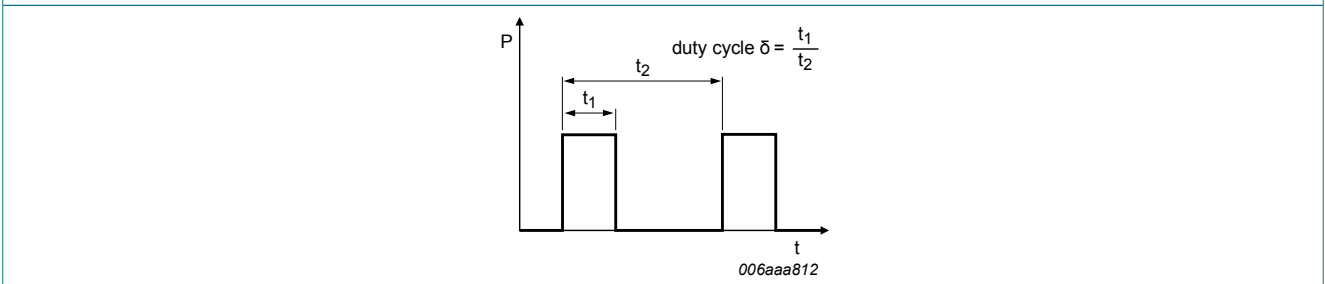 P
duty cycle δ = t1
t2
t2
t1
t
006aaa812